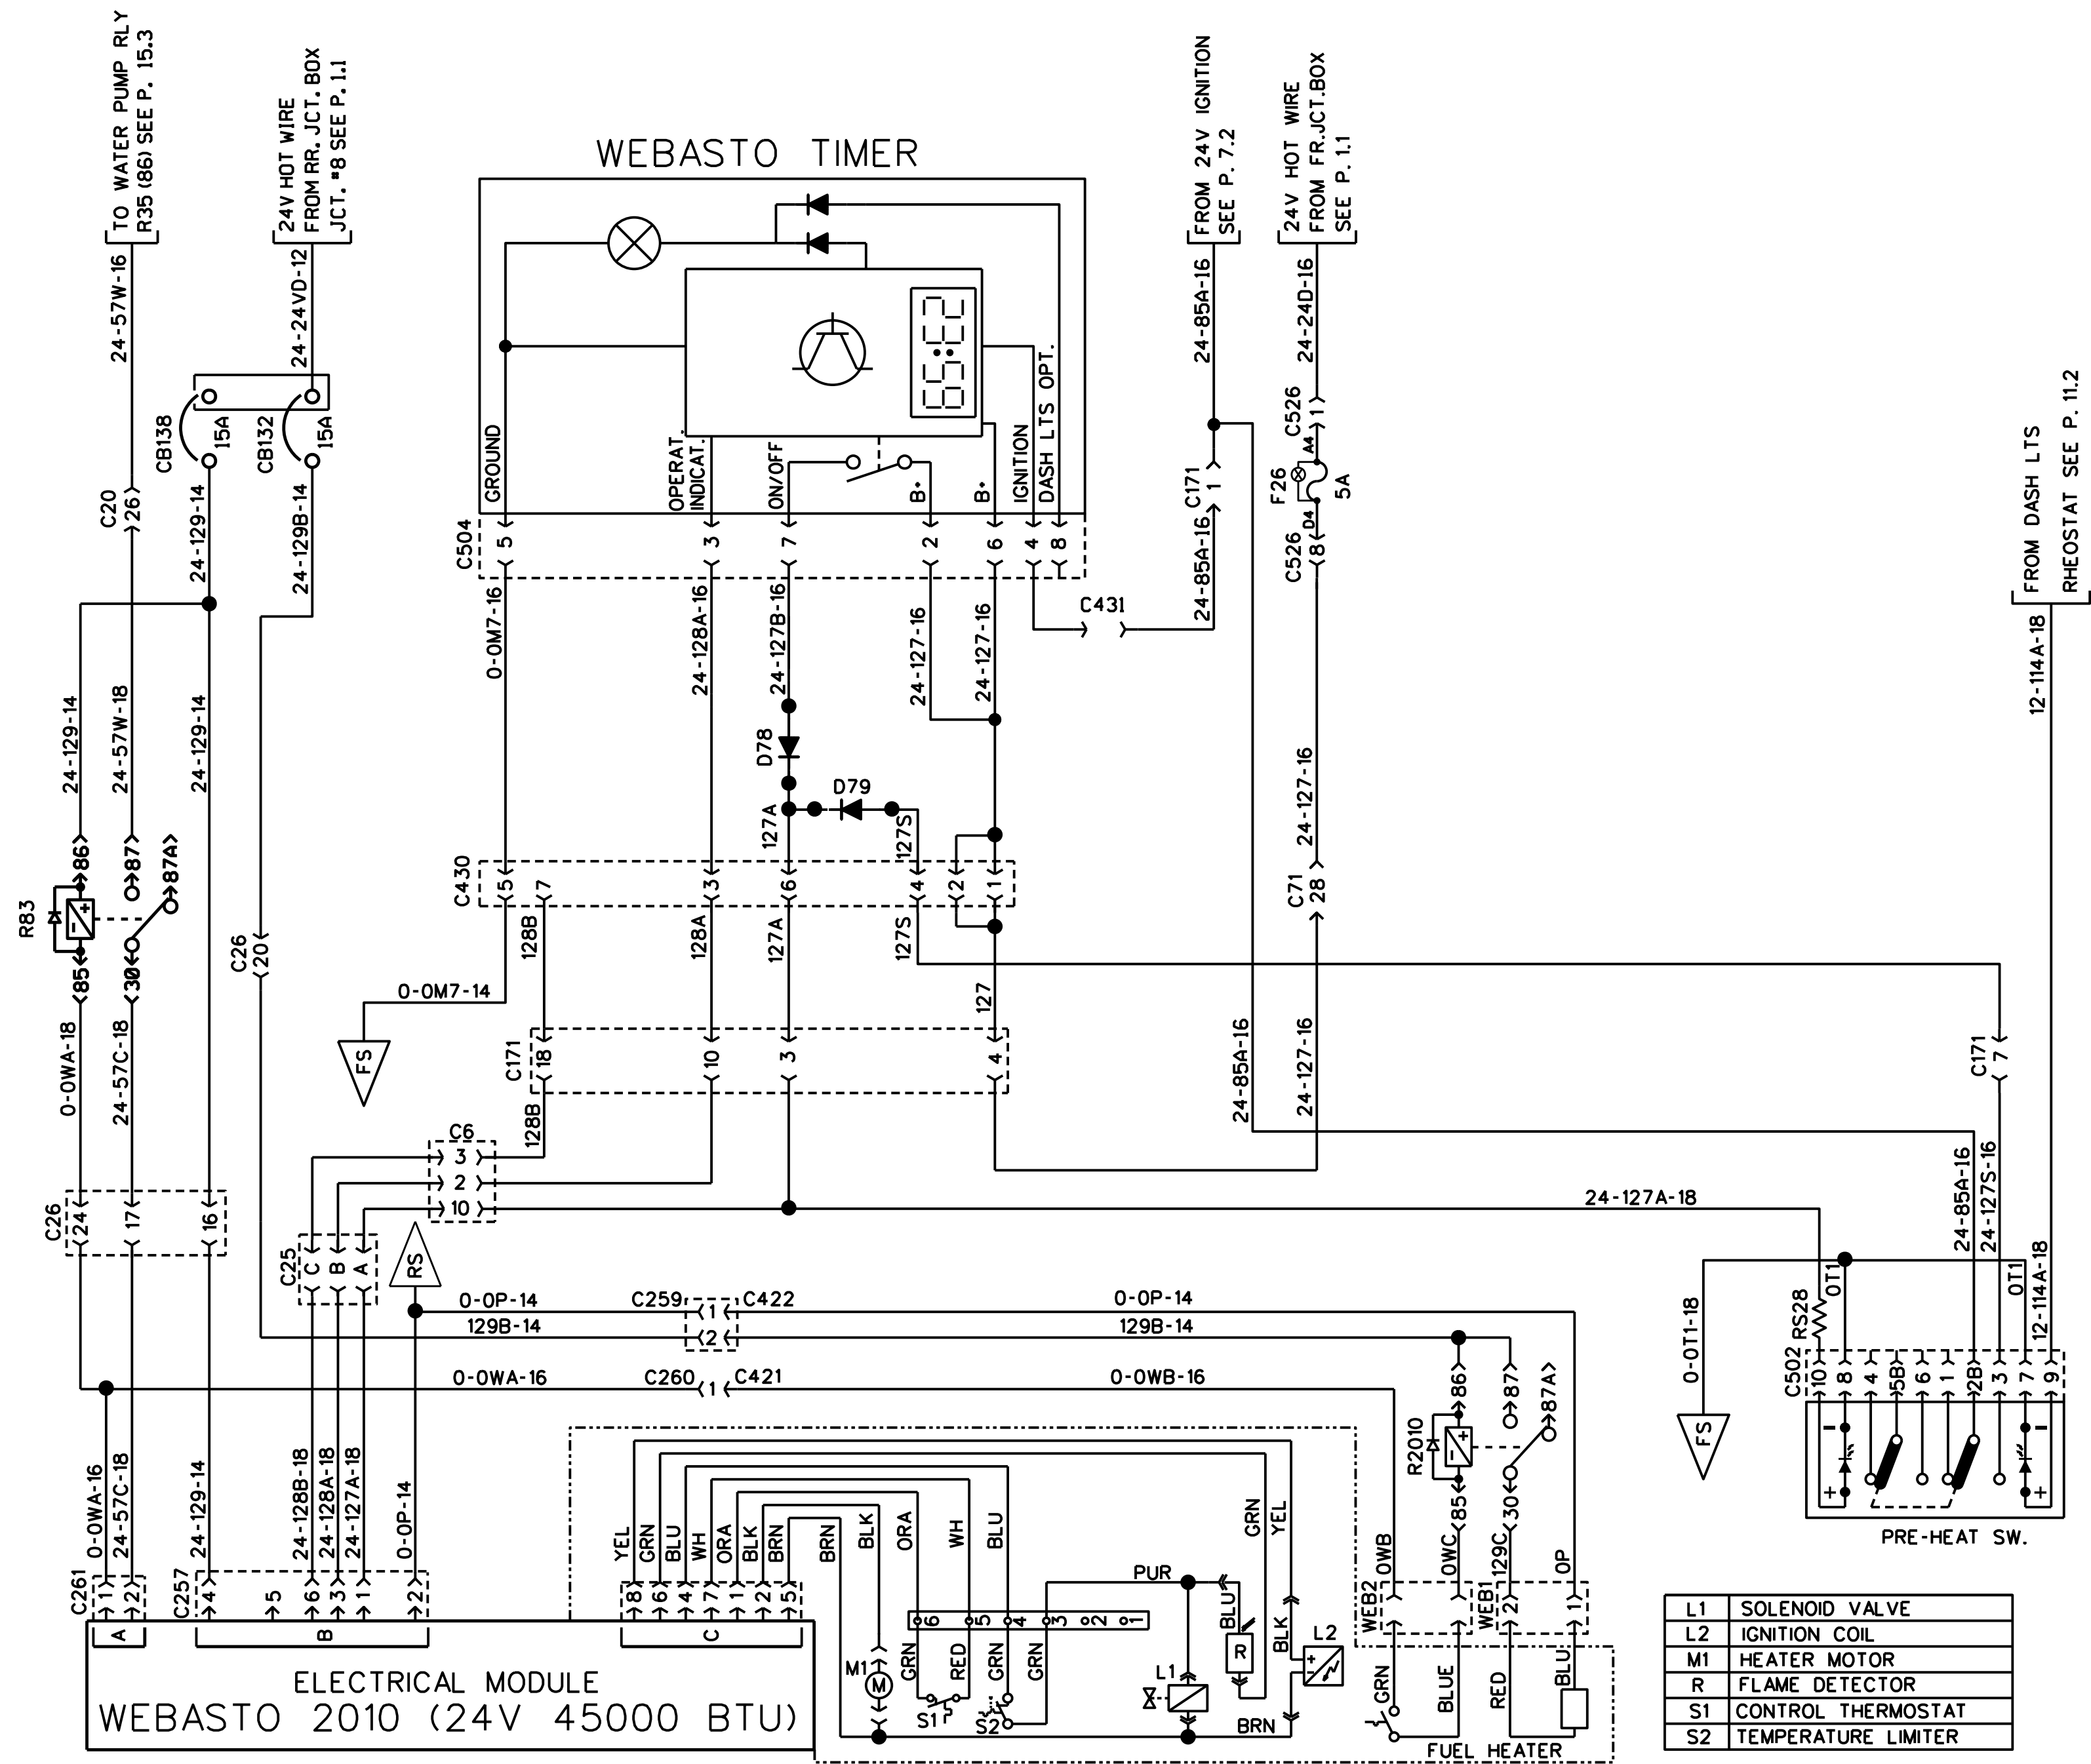 TO WATER PUMP RLY
R35 (86) SEE P. 15.3
24V HOT WIRE
FROM RR. JCT. BOX
JCT. #8 SEE P. 1.1
WEBASTO TIMER
FROM 24V IGNITION
SEE P. 7.2
24V HOT WIRE
FROM FR.JCT.BOX
SEE P. 1.1
FROM DASH LTS
RHEOSTAT SEE P. 11.2
24-57W-16
24-24VD-12
24-85A-16
24-24D-16
CB138
15A
CB132
15A
C20
26
24-129-14
24-129B-14
GROUND
OPERAT.
INDICAT.
ON/OFF
B+
B+
IGNITION
DASH LTS OPT.
C504
5
3
7
2
6
4
8
C171
1
24-85A-16
C431
C526
1
A4
F26
5A
D4
C526
8
12-114A-18
0-0M7-16
24-128A-16
24-127B-16
24-127-16
24-127-16
24-129-14
24-57W-18
24-129-14
D78
D79
127A
127S
24-127-16
C430
5
7
3
6
4
2
1
C71
28
86
87
87A
R83
+
-
85
30
C26
20
128B
128A
127A
127S
127
0-0M7-14
FS
0-0WA-18
24-57C-18
C171
18
10
3
4
24-85A-16
24-127-16
C171
7
128B
C6
3
2
10
24-127A-18
24-85A-16
24-127S-16
C26
24
17
16
C25
C
B
A
RS
0-0P-14
C259
1
C422
0-0P-14
129B-14
2
129B-14
0-0WA-16
C260
1
C421
0-0WB-16
0-0T1-18
FS
RS28
0T1
0T1
12-114A-18
C502
10
8
4
5B
6
1
2B
3
7
9
-
+
-
+
PRE-HEAT SW.
86
87
87A
R2010
+
-
85
30
0-0WA-16
24-57C-18
24-129-14
24-128B-18
24-128A-18
24-127A-18
0-0P-14
YEL
GRN
BLU
WH
ORA
BLK
BRN
BRN
BLK
ORA
WH
BLU
GRN
YEL
0WB
0WC
129C
0P
C261
1
2
C257
4
5
6
3
1
2
8
6
4
7
1
2
5
A
B
C
PUR
6
5
4
3
2
1
BLU
BLK
WEB2
WEB1
2
1
M1
M
GRN
RED
GRN
GRN
S1
S2
L1
R
L2
+
-
BRN
GRN
BLUE
RED
BLU
FUEL HEATER
ELECTRICAL MODULE
WEBASTO 2010 (24V 45000 BTU)
L1 SOLENOID VALVE
L2 IGNITION COIL
M1 HEATER MOTOR
R FLAME DETECTOR
S1 CONTROL THERMOSTAT
S2 TEMPERATURE LIMITER